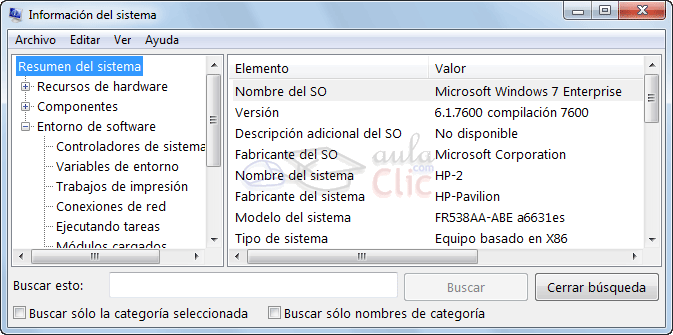 Información del sistema
Archivo Editar Ver Ayuda
Resumen del sistema
Recursos de hardware
Componentes
Entorno de software
Controladores de sistema
Variables de entorno
Trabajos de impresión
Conexiones de red
Ejecutando tareas
Módulos cargados
Elemento Valor
Nombre del SO Microsoft Windows 7 Enterprise
Versión 6.1.7600 compilación 7600
Descripción adicional del SO No disponible
Fabricante del SO Microsoft Corporation
Nombre del sistema HP-2
Fabricante del sistema HP-Pavilion
Modelo del sistema FR538AA-ABE a6631es
Tipo de sistema Equipo basado en X86
aula
.com
Clic
Buscar esto: Buscar Cerrar búsqueda
Buscar sólo la categoría seleccionada Buscar sólo nombres de categoría